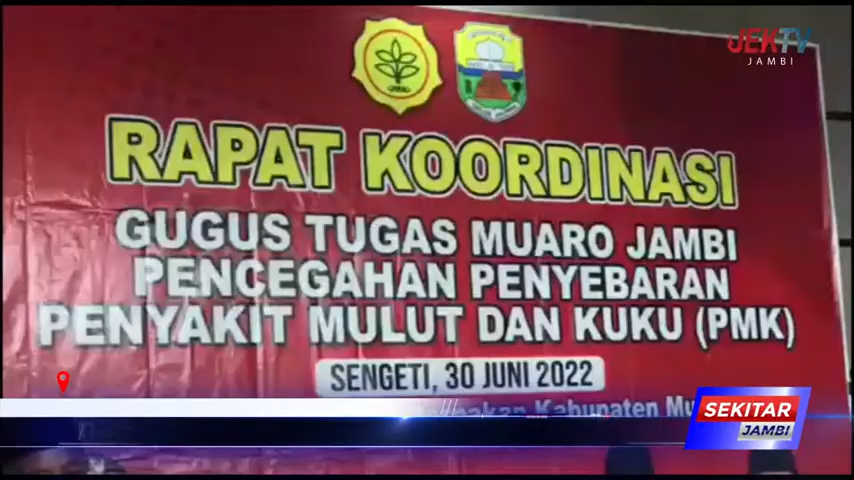 JEKTV
JAMBI
RAPAT KOORDINASI
GUGUS TUGAS MUARO JAMBI
PENCEGAHAN PENYEBARAN
PENYAKIT MULUT DAN KUKU (PMK)
SENGETI, 30 JUNI 2022
Kabupaten
SEKITAR
JAMBI